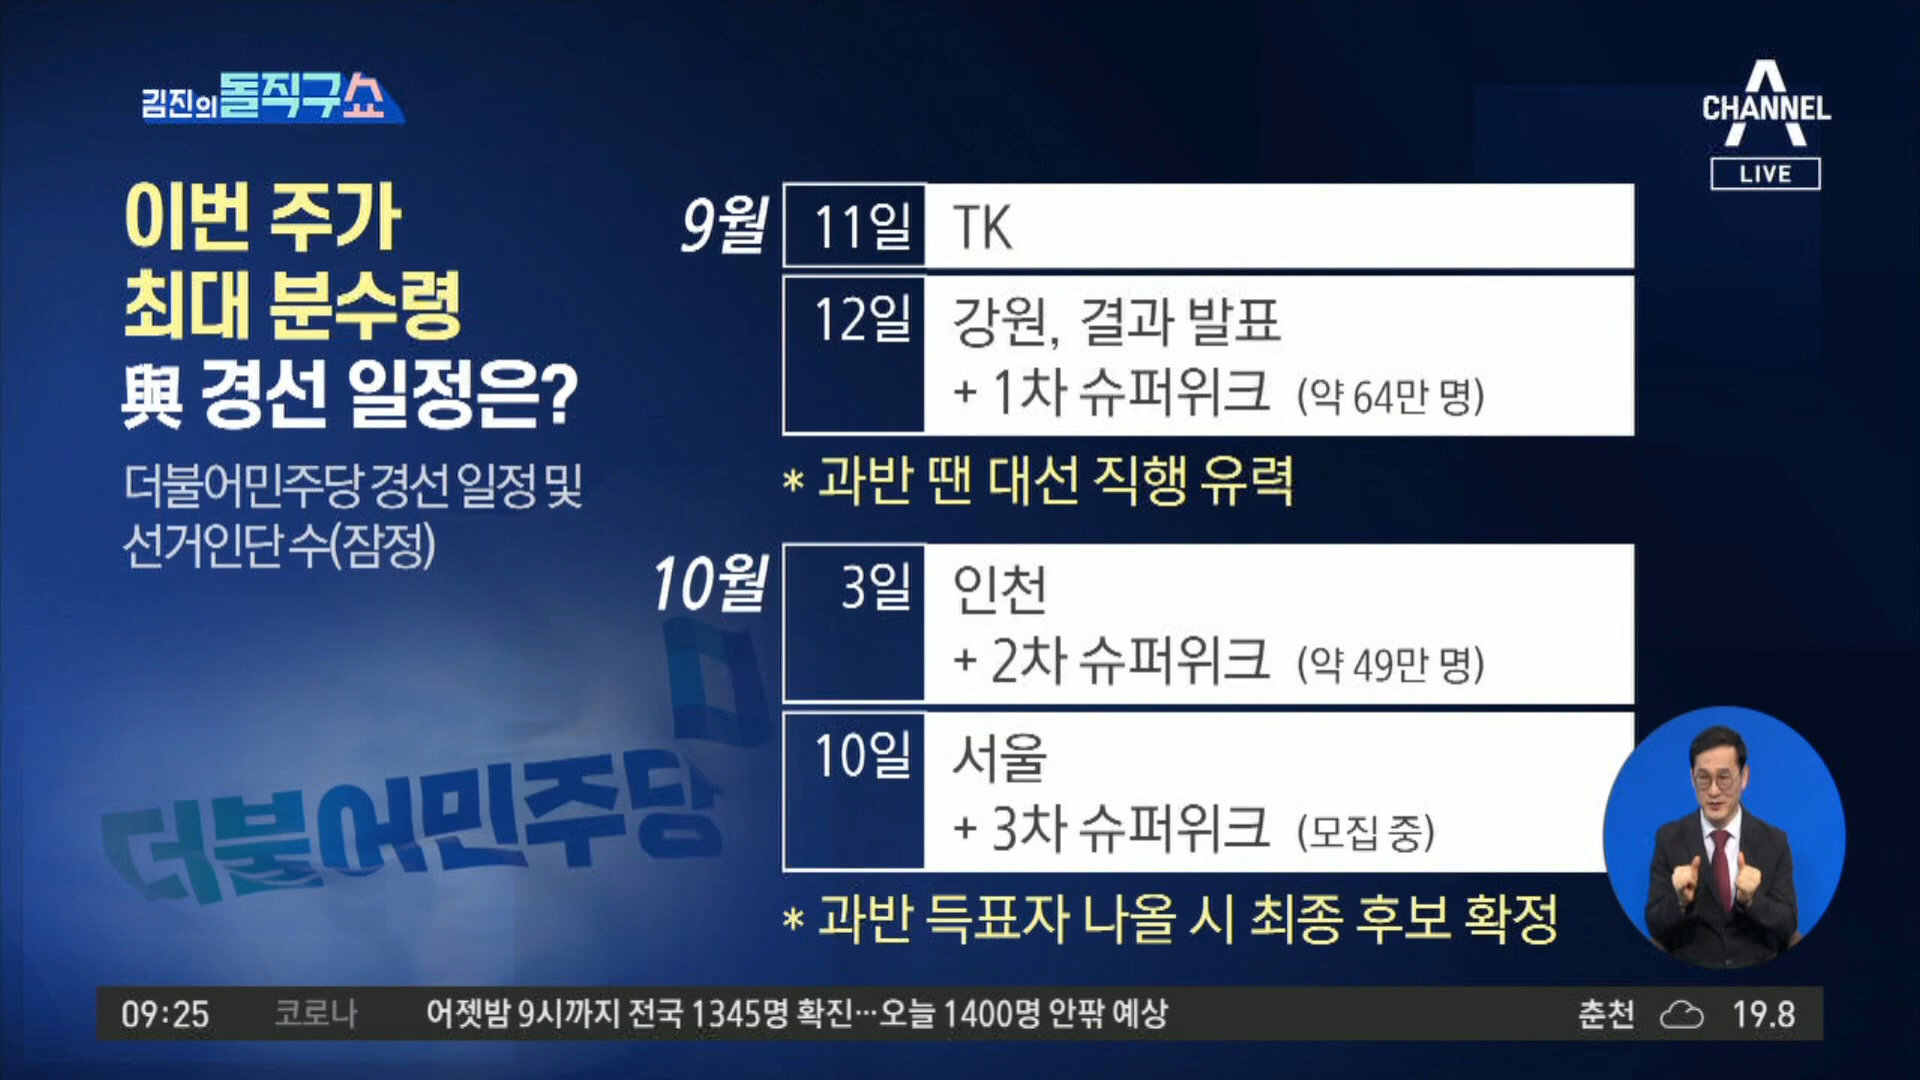 김진의 돌직구쇼
CHANNEL A
LIVE
이번 주가
최대 분수령
與 경선 일정은?
더불어민주당 경선 일정 및
선거인단 수(잠정)
9월
11일 TK
12일 강원, 결과 발표
+ 1차 슈퍼위크 (약 64만 명)
* 과반 땐 대선 직행 유력
10월
3일 인천
+ 2차 슈퍼위크 (약 49만 명)
10일 서울
+ 3차 슈퍼위크 (모집 중)
* 과반 득표자 나올 시 최종 후보 확정
더불어민주당
09:25 코로나 어젯밤 9시까지 전국 1345명 확진…오늘 1400명 안팎 예상 춘천 19.8